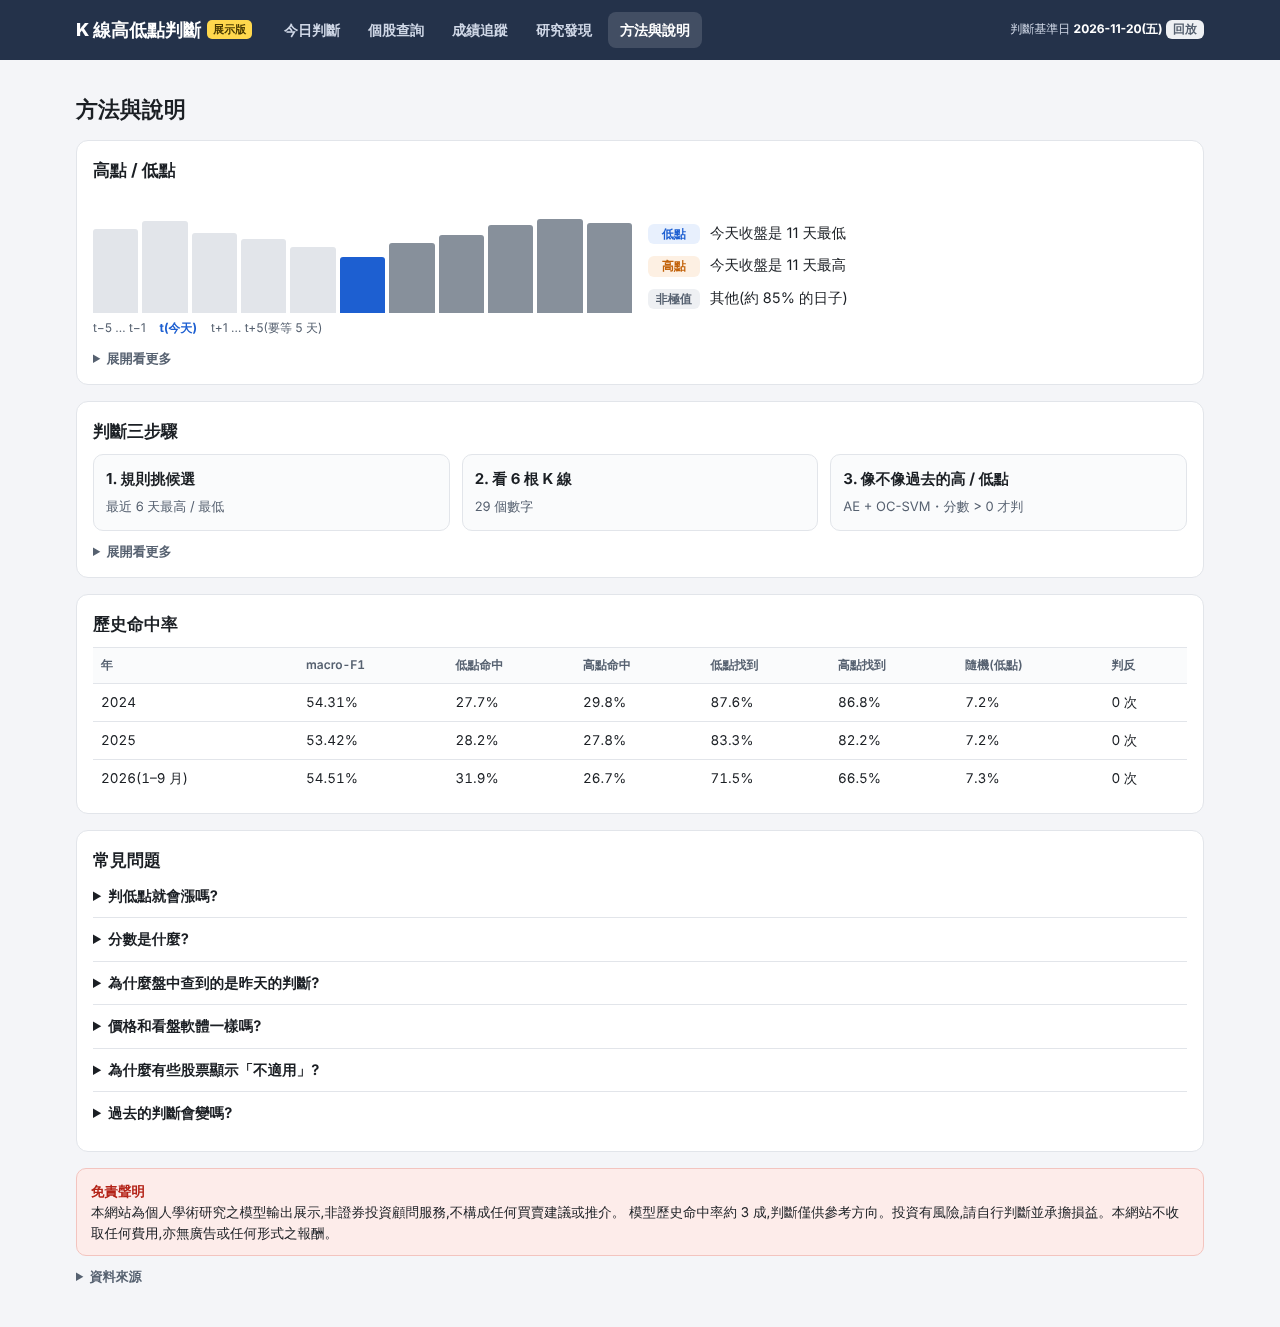 K 線高低點判斷 展示版 今日判斷 個股查詢 成績追蹤 研究發現 方法與說明 判斷基準日 2026-11-20(五) 回放
方法與說明
高點 / 低點
低點 今天收盤是 11 天最低
高點 今天收盤是 11 天最高
非極值 其他(約 85% 的日子)
t−5 … t−1 t(今天) t+1 … t+5(要等 5 天)
▶ 展開看更多
判斷三步驟
1. 規則挑候選
最近 6 天最高 / 最低
2. 看 6 根 K 線
29 個數字
3. 像不像過去的高 / 低點
AE + OC-SVM・分數 > 0 才判
▶ 展開看更多
歷史命中率
年 macro-F1 低點命中 高點命中 低點找到 高點找到 隨機(低點) 判反
2024 54.31% 27.7% 29.8% 87.6% 86.8% 7.2% 0 次
2025 53.42% 28.2% 27.8% 83.3% 82.2% 7.2% 0 次
2026(1–9 月) 54.51% 31.9% 26.7% 71.5% 66.5% 7.3% 0 次
常見問題
▶ 判低點就會漲嗎?
▶ 分數是什麼?
▶ 為什麼盤中查到的是昨天的判斷?
▶ 價格和看盤軟體一樣嗎?
▶ 為什麼有些股票顯示「不適用」?
▶ 過去的判斷會變嗎?
免責聲明
本網站為個人學術研究之模型輸出展示,非證券投資顧問服務,不構成任何買賣建議或推介。 模型歷史命中率約 3 成,判斷僅供參考方向。投資有風險,請自行判斷並承擔損益。本網站不收
取任何費用,亦無廣告或任何形式之報酬。
▶ 資料來源